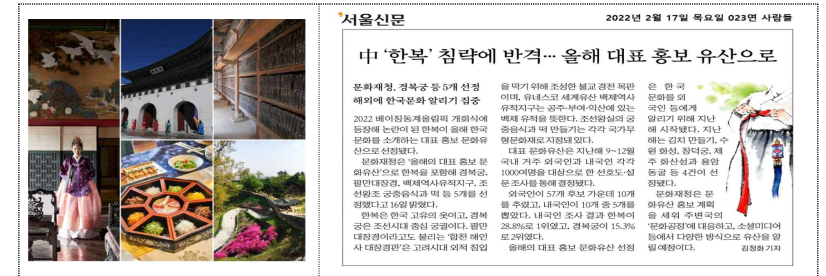 서울신문
2022년 2월 17일 목요일 023면 사람들
中 ‘한복’ 침략에 반격… 올해 대표 홍보 유산으로
문화재청, 경복궁 등 5개 선정
해외에 한국문화 알리기 집중
2022 베이징동계올림픽 개회식에
등장해 논란이 된 한복이 올해 한국
문화를 소개하는 대표 홍보 문화유
산으로 선정됐다.
문화재청은 ‘올해의 대표 홍보 문
화유산’으로 한복을 포함해 경복궁,
팔만대장경, 백제역사유적지구, 조
선왕조 궁중음식과 떡 등 5개를 선
정했다고 16일 밝혔다.
한복은 한국 고유의 옷이고, 경복
궁은 조선시대 중심 궁궐이다. 팔만
대장경이라고도 불리는 ‘합천 해인
사 대장경판’은 고려시대 외적 침입
을 막기 위해 조성한 불교 경전 목판
이며, 유네스코 세계유산 백제역사
유적지구는 공주·부여·익산에 있는
백제 유적을 뜻한다. 조선왕실의 궁
중음식과 떡 만들기는 각각 국가무
형문화재로 지정돼 있다.
대표 문화유산은 지난해 9~12월
국내 거주 외국인과 내국인 각각
1000여명을 대상으로 한 선호도·설
문 조사를 통해 결정됐다.
외국인이 57개 후보 가운데 10개
를 추렸고, 내국인이 10개 중 5개를
뽑았다. 내국인 조사 결과 한복이
28.8%로 1위였고, 경복궁이 15.3%
로 2위였다.
올해의 대표 홍보 문화유산 선정
은 한국
문화를 외
국인 등에게
알리기 위해 지난
해 시작됐다. 지난
해는 김치 만들기, 수
원 화성, 창덕궁, 제
주 화산섬과 용암
동굴 등 4건이 선
정됐다.
문화재청은 문
화유산 홍보 계획
을 세워 주변국의
‘문화공정’에 대응하고, 소셜미디어
등에서 다양한 방식으로 유산을 알
릴 예정이다.
김정화 기자